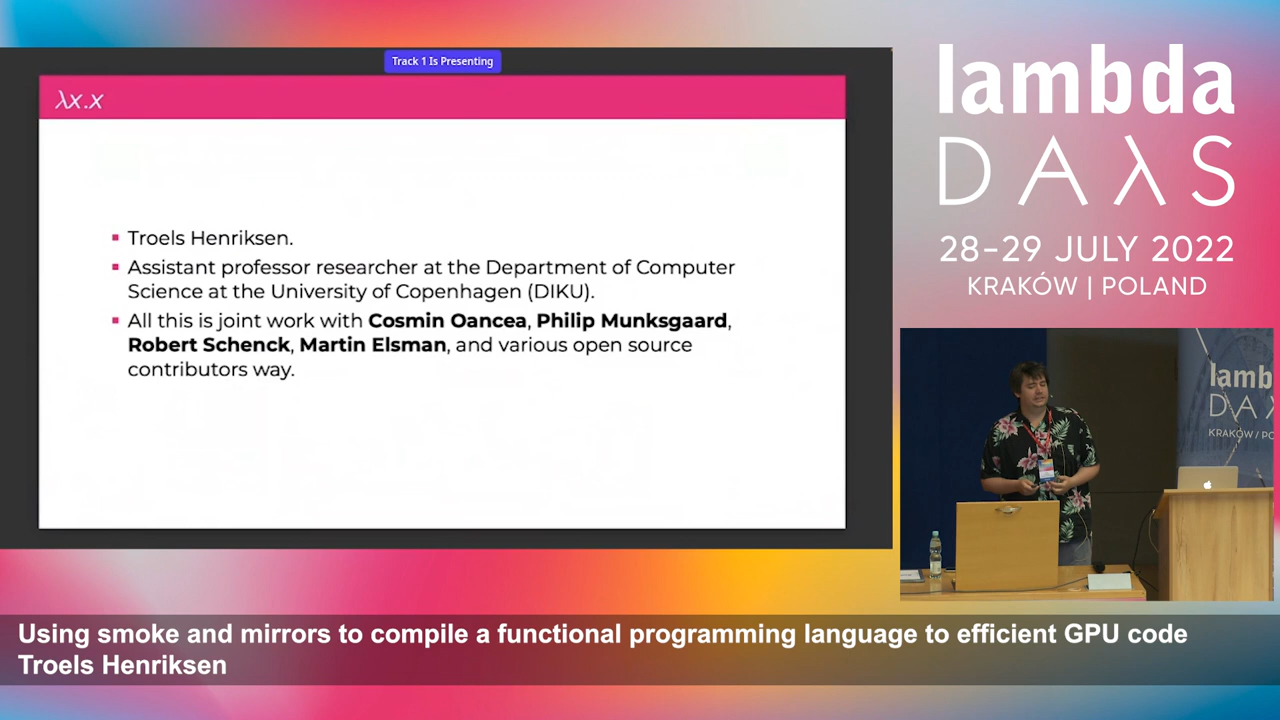 Track 1 Is Presenting
λx.x
Troels Henriksen.
Assistant professor researcher at the Department of Computer
Science at the University of Copenhagen (DIKU).
All this is joint work with Cosmin Oancea, Philip Munksgaard,
Robert Schenck, Martin Elsman, and various open source
contributors way.
lambda
DAλS
28–29 JULY 2022
KRAKÓW | POLAND
lamb
DAλ
KRAKÓW / PO
Using smoke and mirrors to compile a functional programming language to efficient GPU code
Troels Henriksen